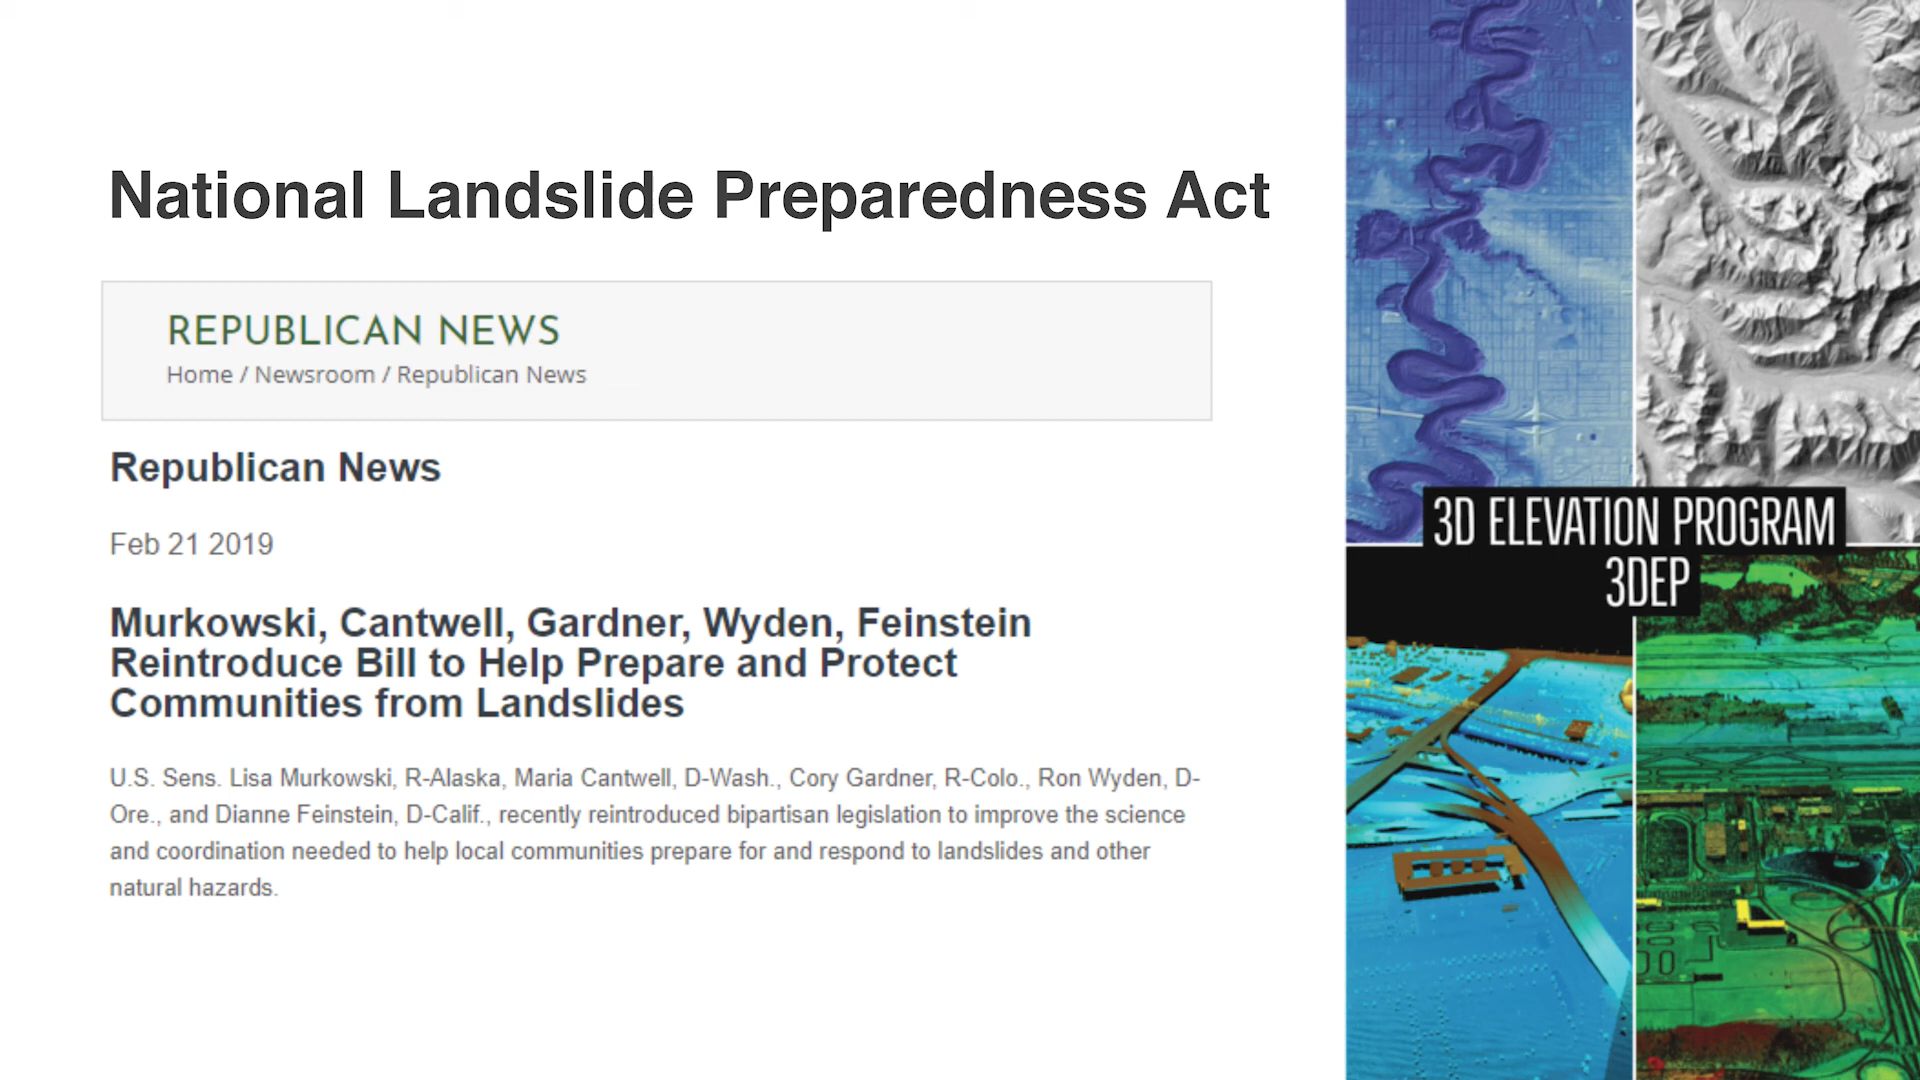 National Landslide Preparedness Act
REPUBLICAN NEWS
Home / Newsroom / Republican News
Republican News
Feb 21 2019
Murkowski, Cantwell, Gardner, Wyden, Feinstein
Reintroduce Bill to Help Prepare and Protect
Communities from Landslides
U.S. Sens. Lisa Murkowski, R-Alaska, Maria Cantwell, D-Wash., Cory Gardner, R-Colo., Ron Wyden, D-
Ore., and Dianne Feinstein, D-Calif., recently reintroduced bipartisan legislation to improve the science
and coordination needed to help local communities prepare for and respond to landslides and other
natural hazards.
3D ELEVATION PROGRAM
3DEP